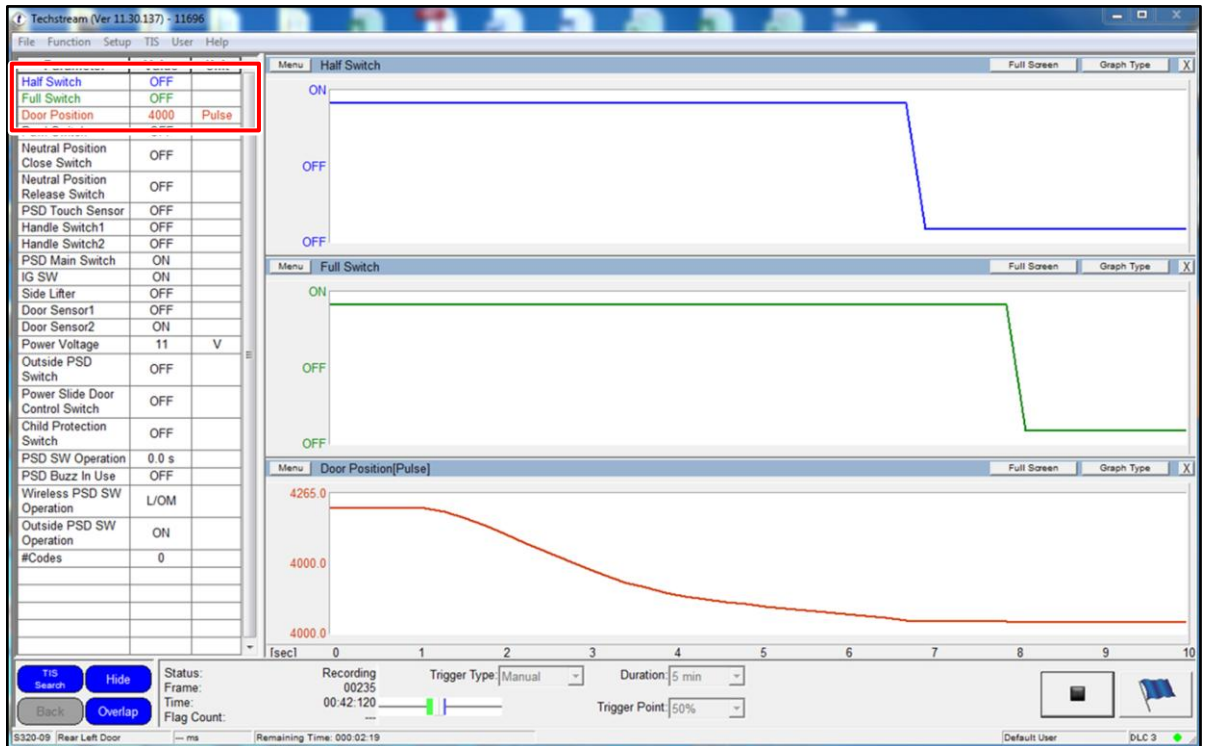 Techstream (Ver 11.30.137) - 11696
File Function Setup TIS User Help
Half Switch OFF
Full Switch OFF
Door Position 4000 Pulse
Neutral Position
Close Switch OFF
Neutral Position
Release Switch OFF
PSD Touch Sensor OFF
Handle Switch1 OFF
Handle Switch2 OFF
PSD Main Switch ON
IG SW ON
Side Lifter OFF
Door Sensor1 OFF
Door Sensor2 ON
Power Voltage 11 V
Outside PSD
Switch OFF
Power Slide Door
Control Switch OFF
Child Protection
Switch OFF
PSD SW Operation 0.0 s
PSD Buzz In Use OFF
Wireless PSD SW
Operation L/OM
Outside PSD SW
Operation ON
#Codes 0
Menu Half Switch Full Screen Graph Type X
ON
OFF
OFF
Menu Full Switch Full Screen Graph Type X
ON
OFF
OFF
Menu Door Position[Pulse] Full Screen Graph Type X
4265.0
4000.0
4000.0
[sec] 0 1 2 3 4 5 6 7 8 9 10
TIS
Search
Hide
Back
Overlap
Status: Recording
Frame: 00235
Time: 00:42:120
Flag Count: ---
Trigger Type: Manual
Duration: 5 min
Trigger Point: 50%
S320-09 Rear Left Door --- ms Remaining Time: 000:02:19 Default User DLC 3